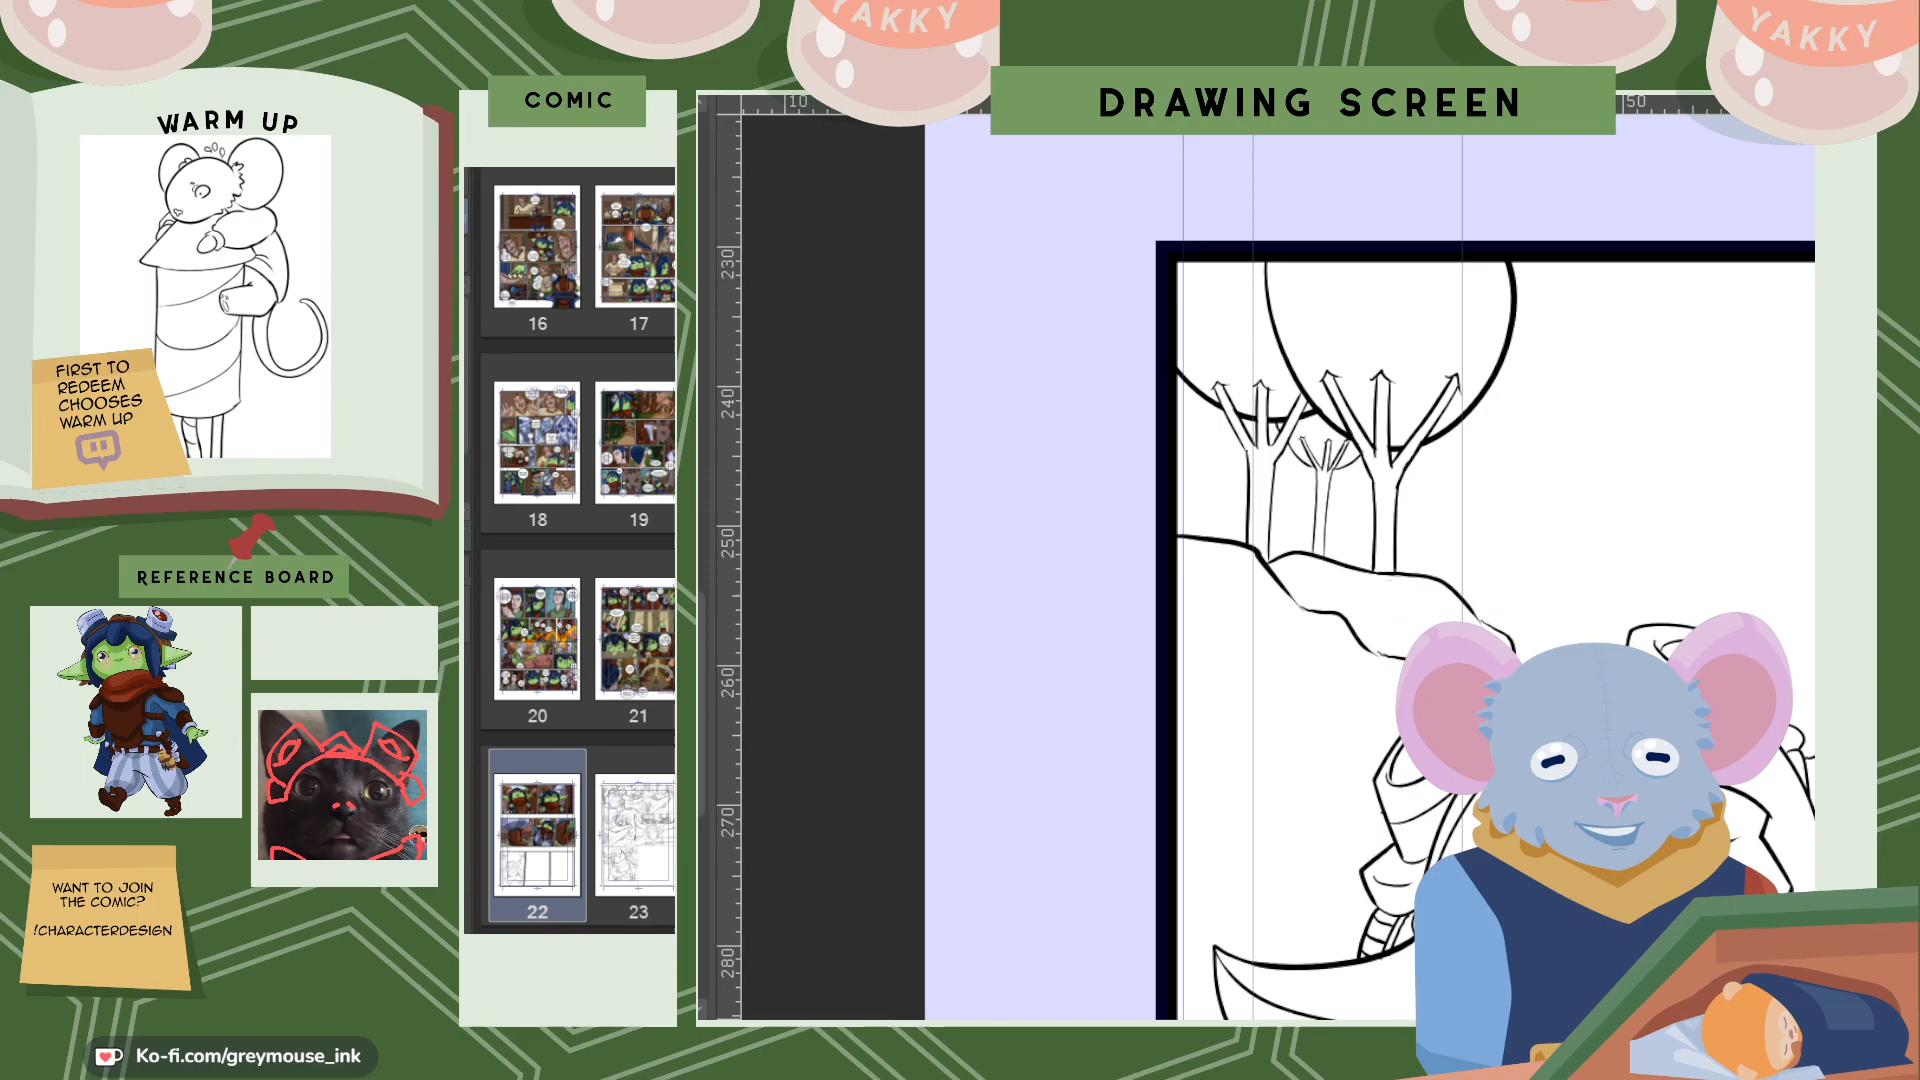 YAKKY
YAKKY
WARM UP
COMIC
DRAWING SCREEN
10
50
FIRST TO
REDEEM
CHOOSES
WARM UP
16
17
18
19
20
21
22
23
230
240
250
260
270
280
REFERENCE BOARD
WANT TO JOIN
THE COMIC?
!CHARACTERDESIGN
Ko-fi.com/greymouse_ink